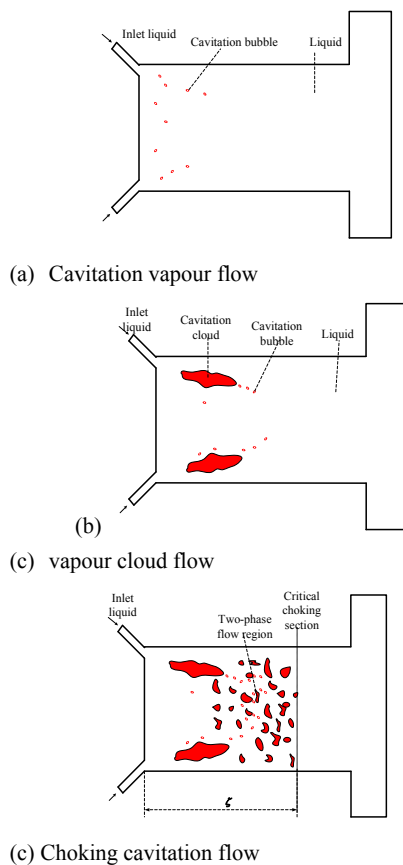 Inlet liquid
Cavitation bubble
Liquid
(a) Cavitation vapour flow
Inlet
liquid
Cavitation
cloud
Cavitation
bubble
Liquid
(b)
(c) vapour cloud flow
Inlet
liquid
Two-phase
flow region
Critical
choking
section
ζ
(c) Choking cavitation flow